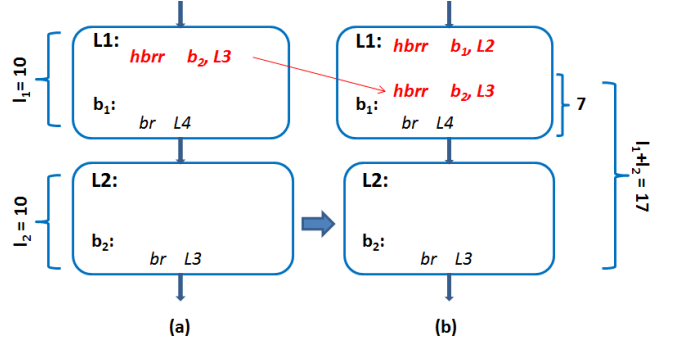 L1:
hbrr b₂, L3
b₁:
br L4
l₁ = 10
L2:
b₂:
br L3
l₂ = 10
(a)
L1:
hbrr b₁, L2
hbrr b₂, L3
b₁:
br L4
7
L2:
b₂:
br L3
l₁+l₂ = 17
(b)